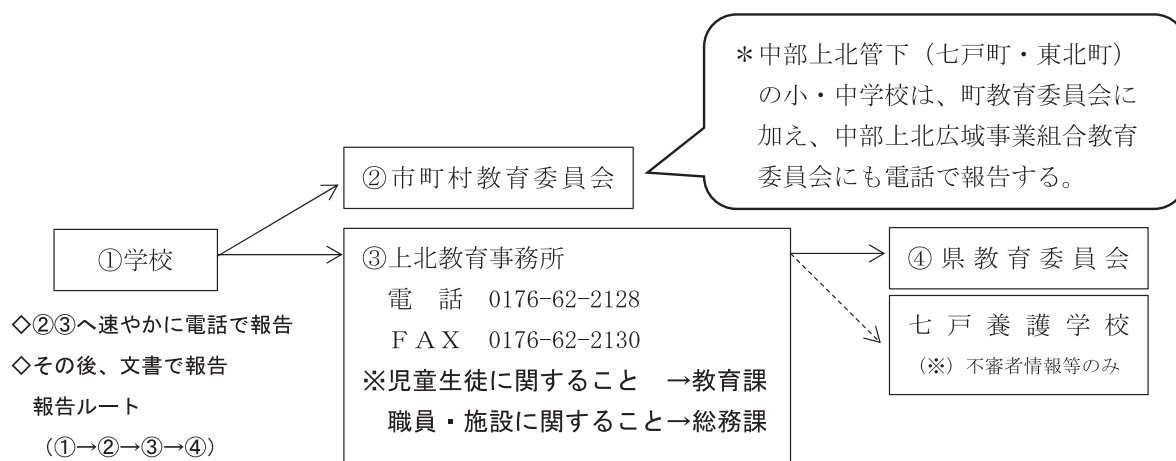 ＊中部上北管下（七戸町・東北町）
の小・中学校は、町教育委員会に
加え、中部上北広域事業組合教育
委員会にも電話で報告する。
②市町村教育委員会
①学校
◇②③へ速やかに電話で報告
◇その後、文書で報告
報告ルート
（①→②→③→④）
③上北教育事務所
電　話　0176-62-2128
ＦＡＸ　0176-62-2130
※児童生徒に関すること　→教育課
職員・施設に関すること→総務課
④県教育委員会
七戸養護学校
（※）不審者情報等のみ